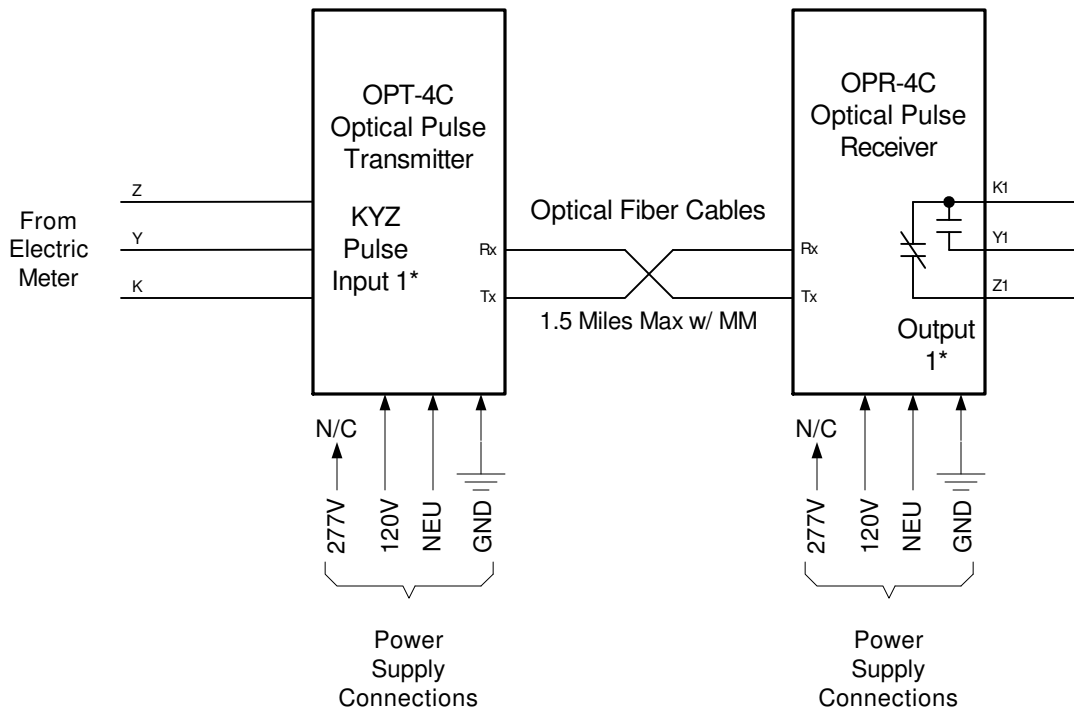 OPT-4C
Optical Pulse
Transmitter
KYZ
Pulse
Input 1*
Rx
Tx
From
Electric
Meter
Z
Y
K
Optical Fiber Cables
1.5 Miles Max w/ MM
OPR-4C
Optical Pulse
Receiver
Rx
Tx
Output
1*
K1
Y1
Z1
N/C
277V
120V
NEU
GND
Power
Supply
Connections
N/C
277V
120V
NEU
GND
Power
Supply
Connections